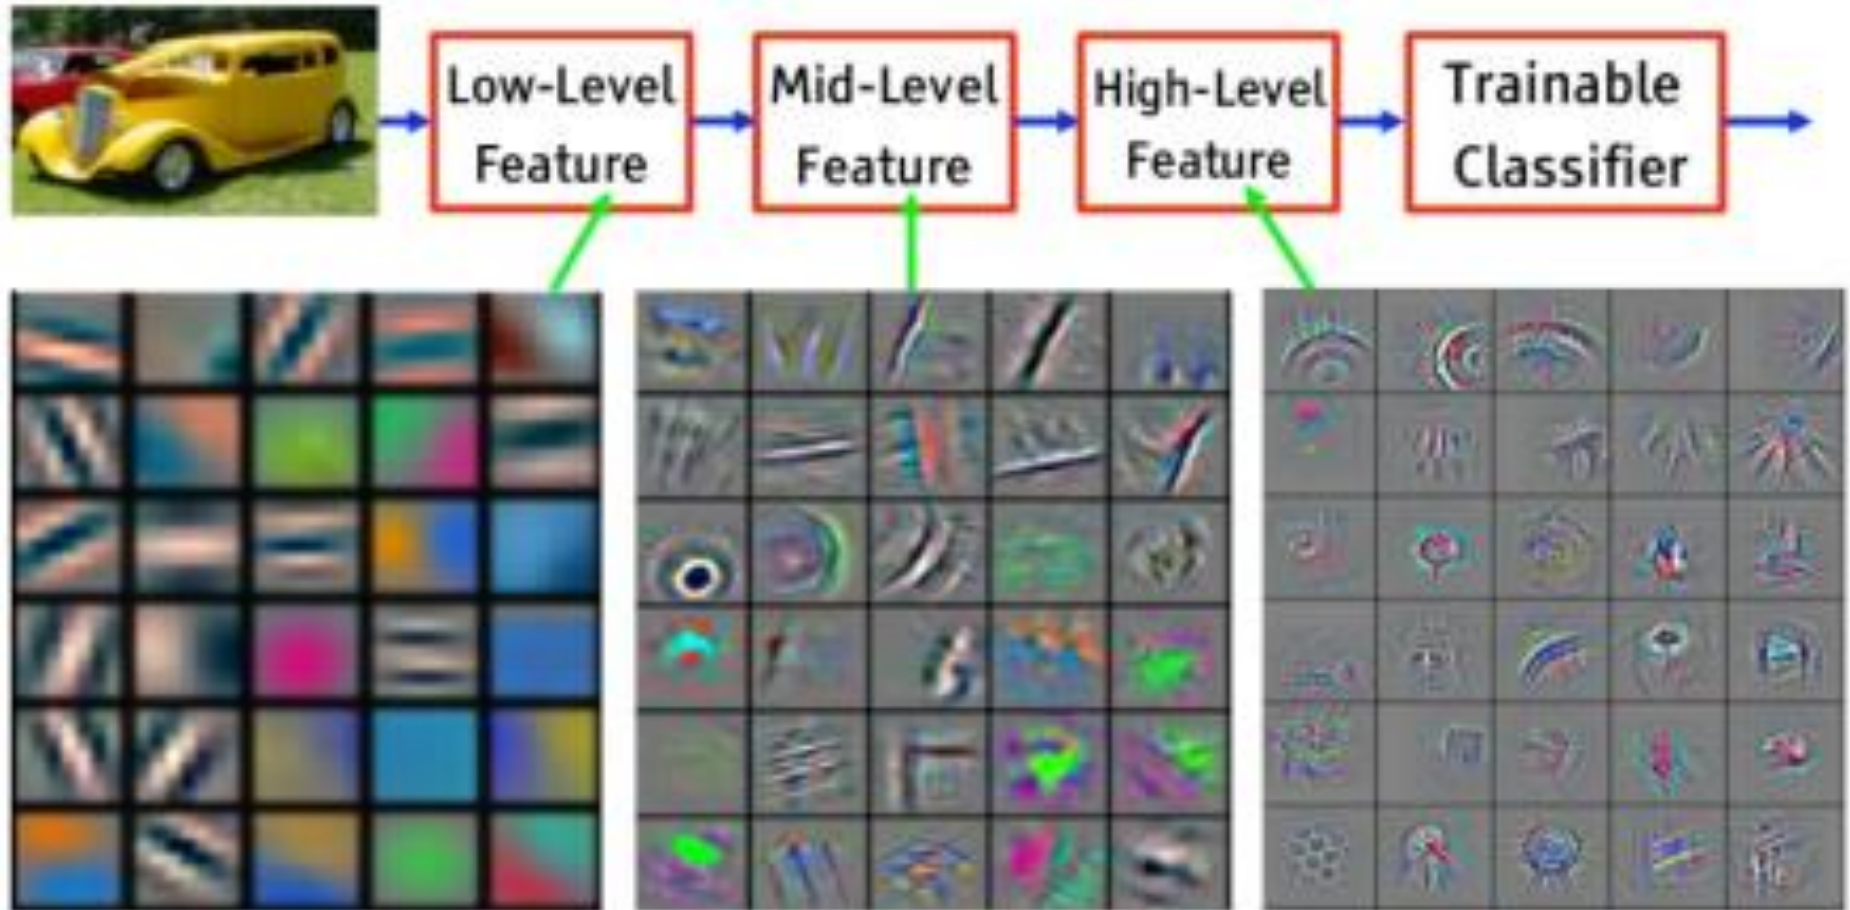 Low-Level
Feature
Mid-Level
Feature
High-Level
Feature
Trainable
Classifier